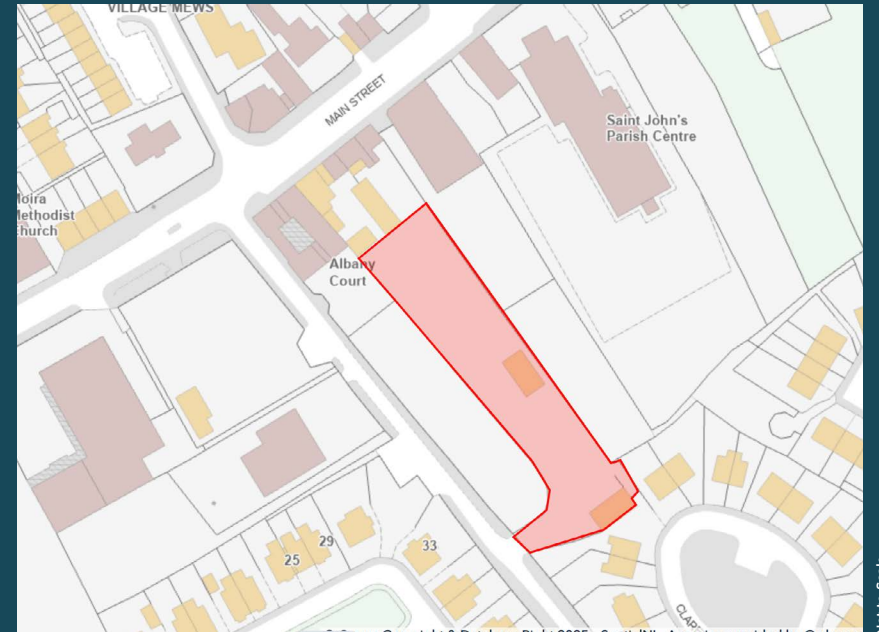 VILLAGE MEWS
MAIN STREET
Saint John's
Parish Centre
Moira
Methodist
Church
Albany
Court
29
25
33